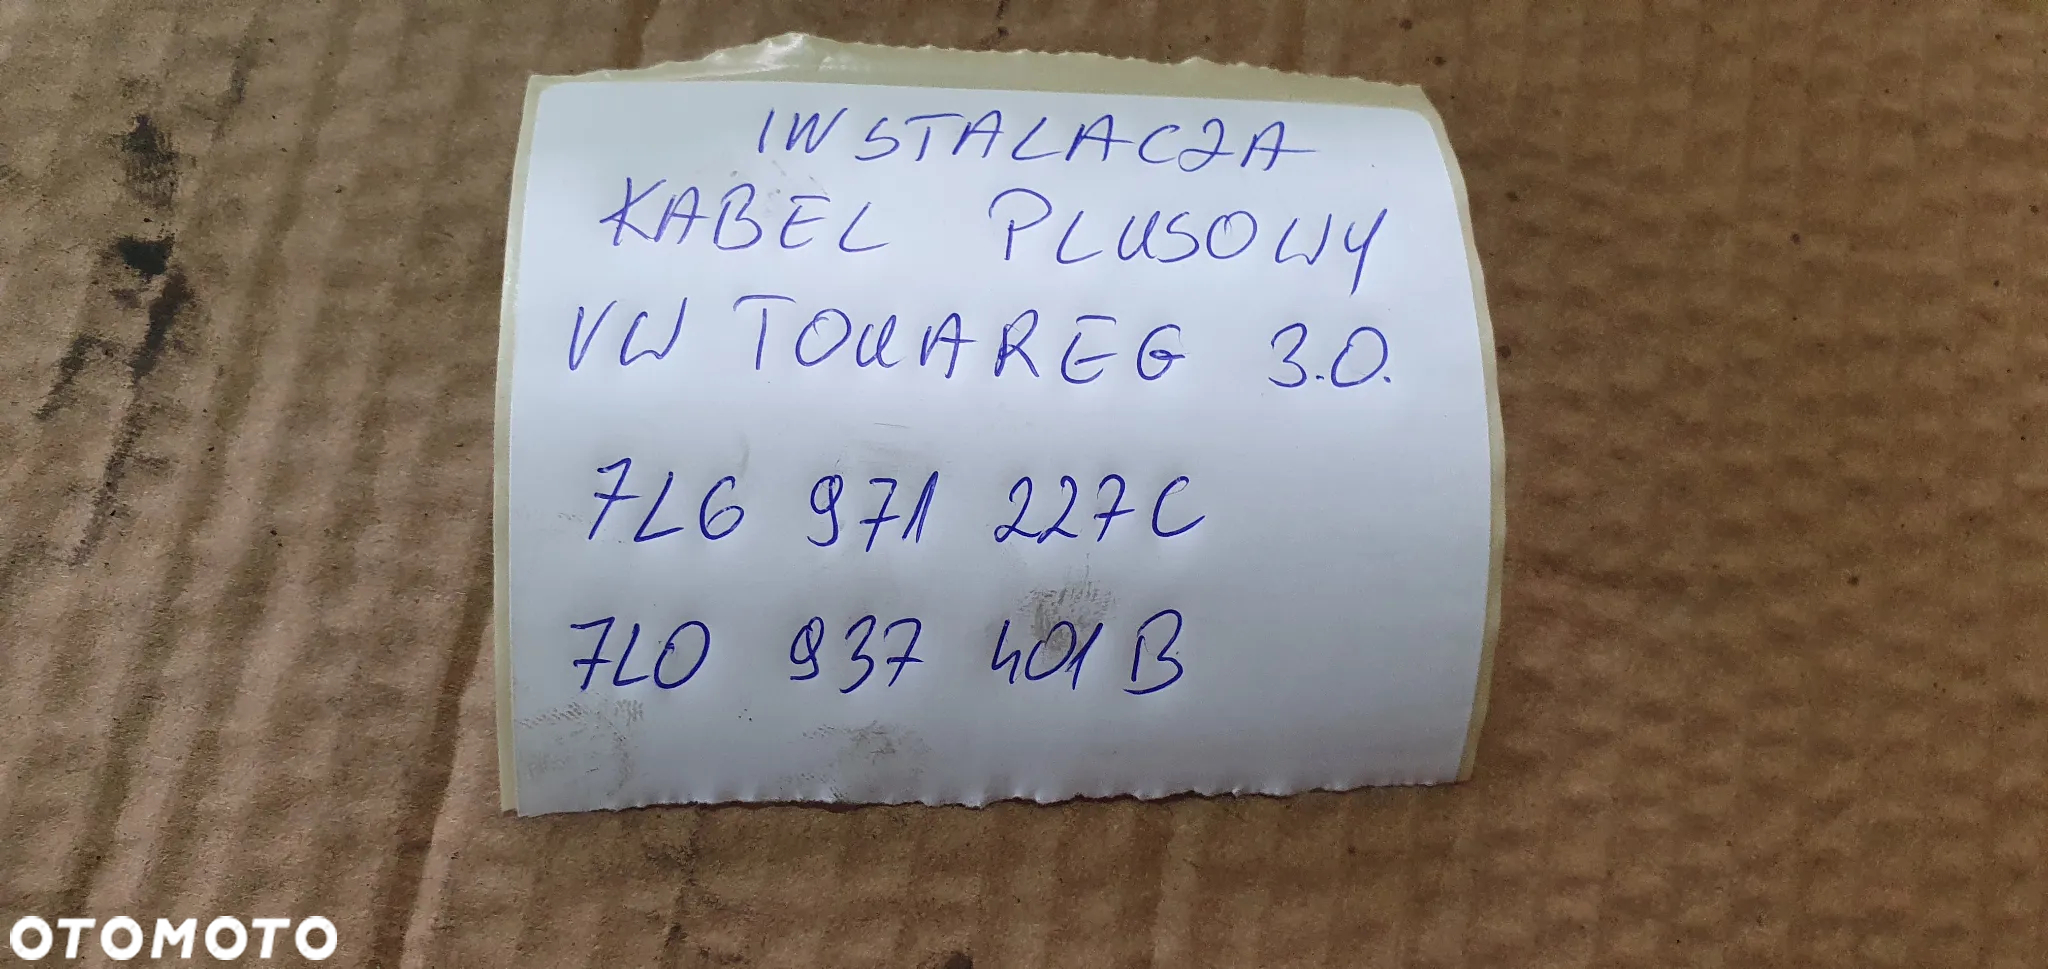 INSTALACJA
KABEL PLUSOWY
VW TOUAREG 3.0.
7L6 971 227C
7L0 937 401B
OTOMOTO